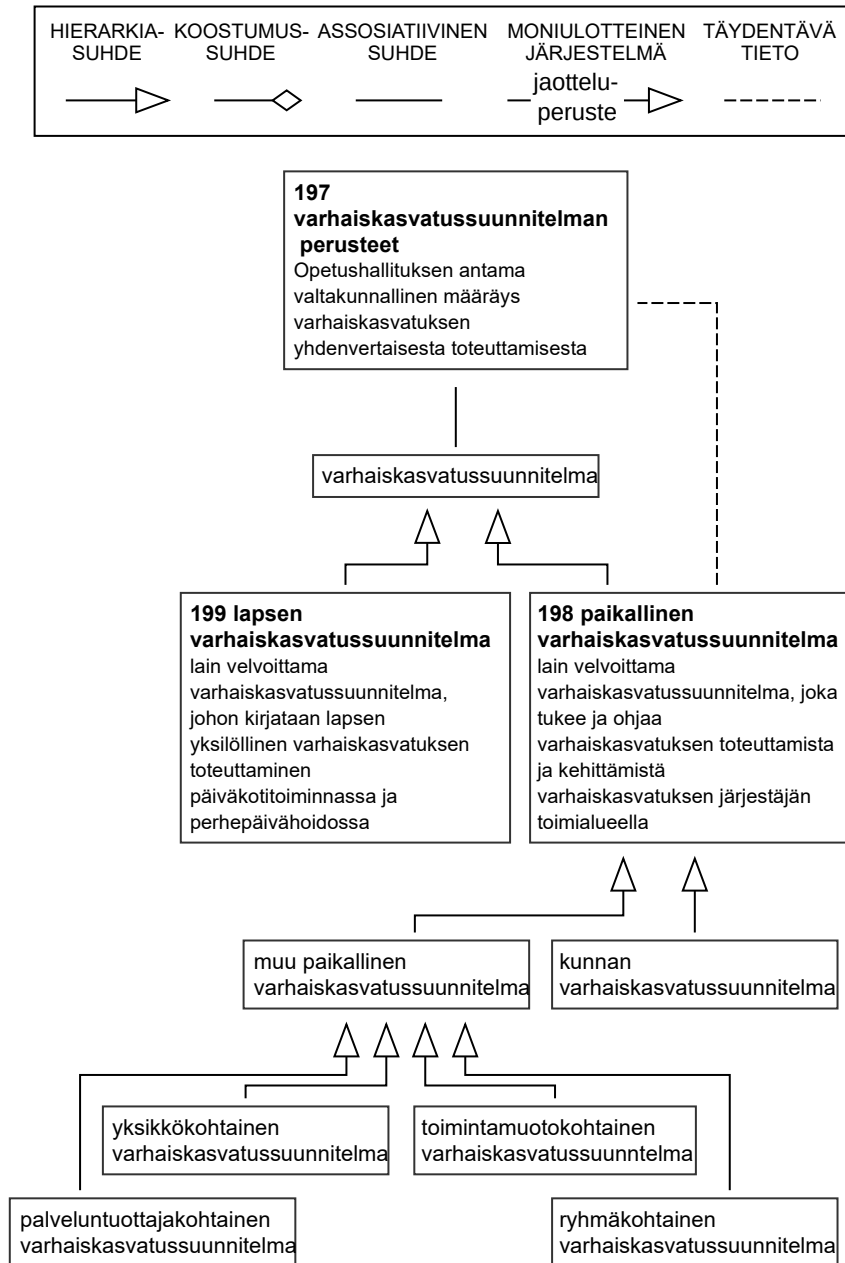 HIERARKIA-
SUHDE
KOOSTUMUS-
SUHDE
ASSOSIATIIVINEN
SUHDE
MONIULOTTEINEN
JÄRJESTELMÄ
jaottelu-
peruste
TÄYDENTÄVÄ
TIETO
197
varhaiskasvatussuunnitelman
perusteet
Opetushallituksen antama
valtakunnallinen määräys
varhaiskasvatuksen
yhdenvertaisesta toteuttamisesta
varhaiskasvatussuunnitelma
199 lapsen
varhaiskasvatussuunnitelma
lain velvoittama
varhaiskasvatussuunnitelma,
johon kirjataan lapsen
yksilöllinen varhaiskasvatuksen
toteuttaminen
päiväkotitoiminnassa ja
perhepäivähoidossa
198 paikallinen
varhaiskasvatussuunnitelma
lain velvoittama
varhaiskasvatussuunnitelma, joka
tukee ja ohjaa
varhaiskasvatuksen toteuttamista
ja kehittämistä
varhaiskasvatuksen järjestäjän
toimialueella
muu paikallinen
varhaiskasvatussuunnitelma
kunnan
varhaiskasvatussuunnitelma
yksikkökohtainen
varhaiskasvatussuunnitelma
toimintamuotokohtainen
varhaiskasvatussuunntelma
palveluntuottajakohtainen
varhaiskasvatussuunnitelma
ryhmäkohtainen
varhaiskasvatussuunnitelma